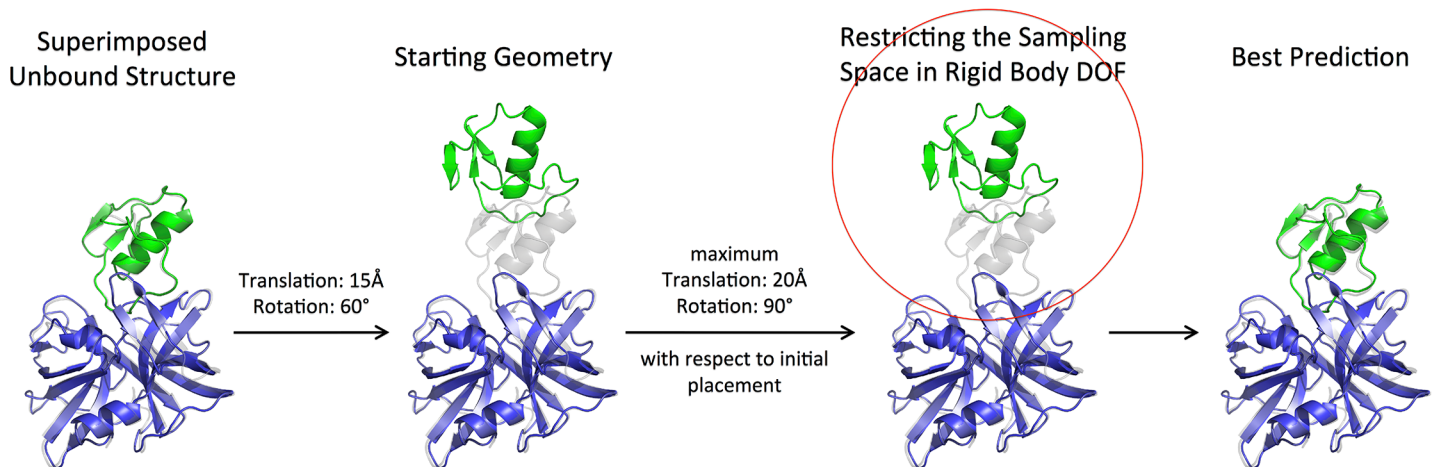 Superimposed
Unbound Structure
Translation: 15Å
Rotation: 60°
Starting Geometry
maximum
Translation: 20Å
Rotation: 90°
with respect to initial
placement
Restricting the Sampling
Space in Rigid Body DOF
Best Prediction